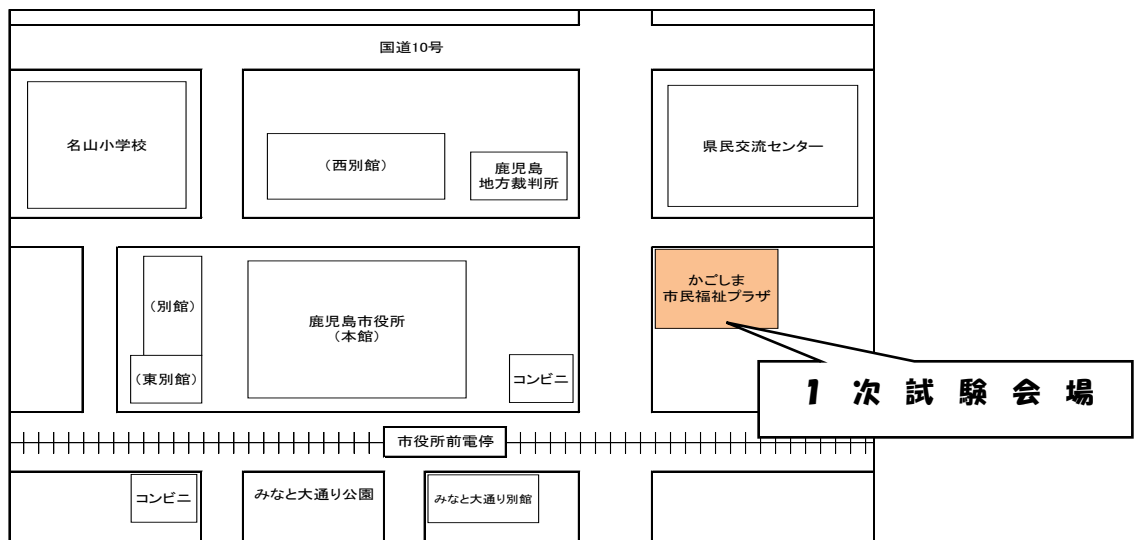 国道10号
名山小学校
(西別館)
鹿児島
地方裁判所
県民交流センター
(別館)
(東別館)
鹿児島市役所
(本館)
コンビニ
かごしま
市民福祉プラザ
1次試験会場
市役所前電停
コンビニ
みなと大通り公園
みなと大通り別館